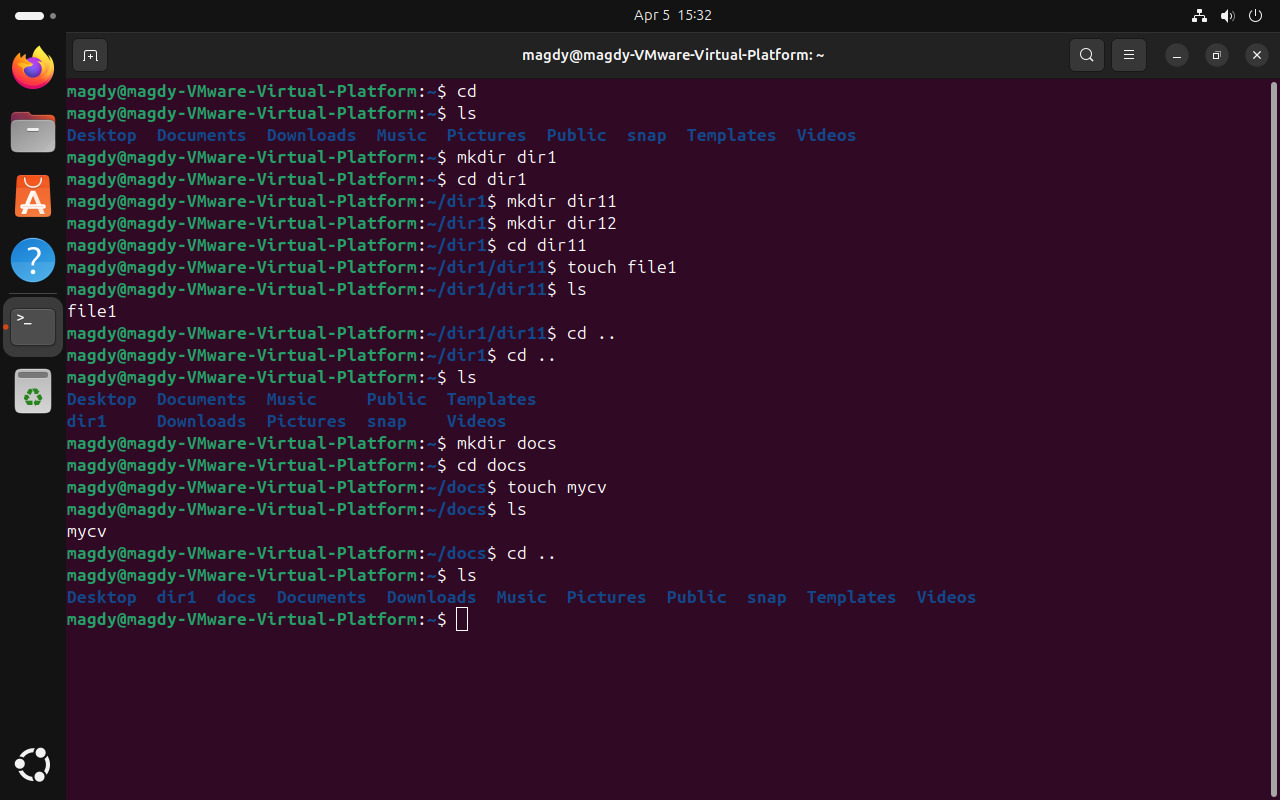 Apr 5 15:32
magdy@magdy-VMware-Virtual-Platform: ~
magdy@magdy-VMware-Virtual-Platform:~$ cd
magdy@magdy-VMware-Virtual-Platform:~$ ls
Desktop  Documents  Downloads  Music  Pictures  Public  snap  Templates  Videos
magdy@magdy-VMware-Virtual-Platform:~$ mkdir dir1
magdy@magdy-VMware-Virtual-Platform:~$ cd dir1
magdy@magdy-VMware-Virtual-Platform:~/dir1$ mkdir dir11
magdy@magdy-VMware-Virtual-Platform:~/dir1$ mkdir dir12
magdy@magdy-VMware-Virtual-Platform:~/dir1$ cd dir11
magdy@magdy-VMware-Virtual-Platform:~/dir1/dir11$ touch file1
magdy@magdy-VMware-Virtual-Platform:~/dir1/dir11$ ls
file1
magdy@magdy-VMware-Virtual-Platform:~/dir1/dir11$ cd ..
magdy@magdy-VMware-Virtual-Platform:~/dir1$ cd ..
magdy@magdy-VMware-Virtual-Platform:~$ ls
Desktop  Documents  Music     Public  Templates
dir1     Downloads  Pictures  snap    Videos
magdy@magdy-VMware-Virtual-Platform:~$ mkdir docs
magdy@magdy-VMware-Virtual-Platform:~$ cd docs
magdy@magdy-VMware-Virtual-Platform:~/docs$ touch mycv
magdy@magdy-VMware-Virtual-Platform:~/docs$ ls
mycv
magdy@magdy-VMware-Virtual-Platform:~/docs$ cd ..
magdy@magdy-VMware-Virtual-Platform:~$ ls
Desktop  dir1  docs  Documents  Downloads  Music  Pictures  Public  snap  Templates  Videos
magdy@magdy-VMware-Virtual-Platform:~$